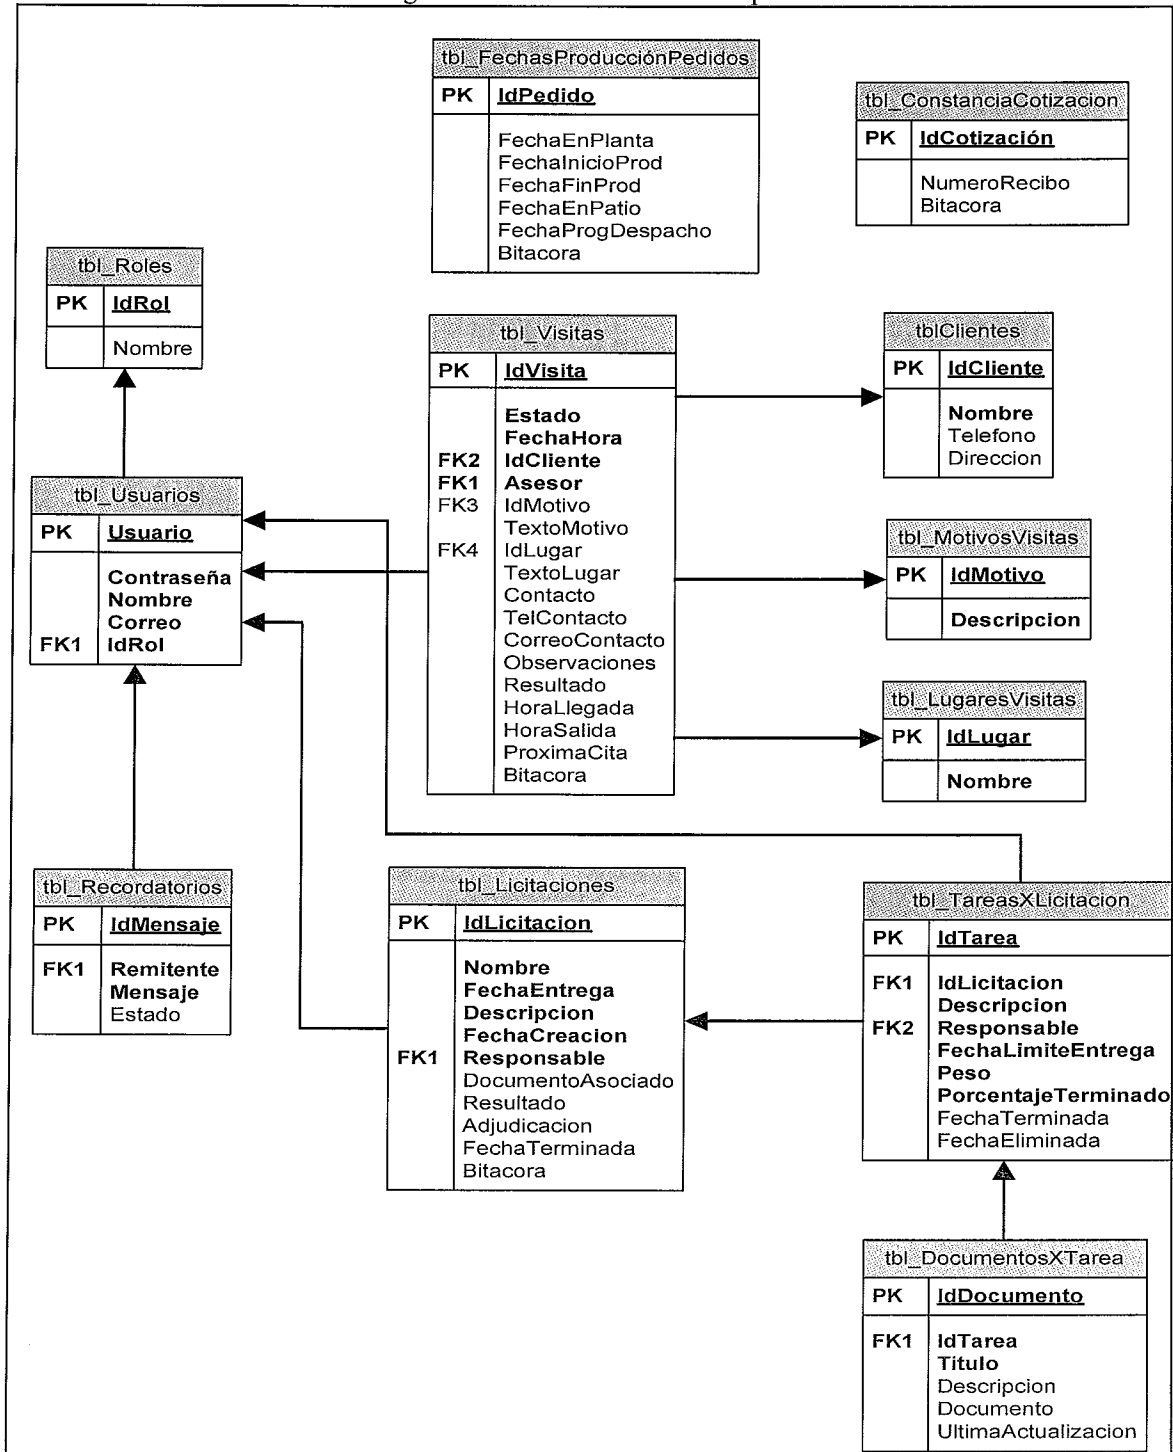 tbl_FechasProducciónPedidos
PK IdPedido
FechaEnPlanta
FechaInicioProd
FechaFinProd
FechaEnPatio
FechaProgDespacho
Bitacora
tbl_ConstanciaCotizacion
PK IdCotización
NumeroRecibo
Bitacora
tbl_Roles
PK IdRol
Nombre
tbl_Visitas
PK IdVisita
Estado
FechaHora
FK2 IdCliente
FK1 Asesor
FK3 IdMotivo
TextoMotivo
FK4 IdLugar
TextoLugar
Contacto
TelContacto
CorreoContacto
Observaciones
Resultado
HoraLlegada
HoraSalida
ProximaCita
Bitacora
tblClientes
PK IdCliente
Nombre
Telefono
Direccion
tbl_Usuarios
PK Usuario
Contraseña
Nombre
Correo
FK1 IdRol
tbl_MotivosVisitas
PK IdMotivo
Descripcion
tbl_LugaresVisitas
PK IdLugar
Nombre
tbl_Recordatorios
PK IdMensaje
FK1 Remitente
Mensaje
Estado
tbl_Licitaciones
PK IdLicitacion
Nombre
FechaEntrega
Descripcion
FechaCreacion
FK1 Responsable
DocumentoAsociado
Resultado
Adjudicacion
FechaTerminada
Bitacora
tbl_TareasXLicitacion
PK IdTarea
FK1 IdLicitacion
Descripcion
FK2 Responsable
FechaLimiteEntrega
Peso
PorcentajeTerminado
FechaTerminada
FechaEliminada
tbl_DocumentosXTarea
PK IdDocumento
FK1 IdTarea
Titulo
Descripcion
Documento
UltimaActualizacion